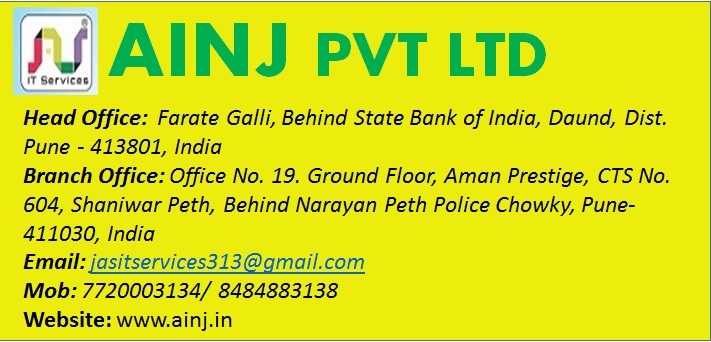 IT Services
AINJ PVT LTD
Head Office: Farate Galli, Behind State Bank of India, Daund, Dist.
Pune - 413801, India
Branch Office: Office No. 19. Ground Floor, Aman Prestige, CTS No.
604, Shaniwar Peth, Behind Narayan Peth Police Chowky, Pune-
411030, India
Email: jasitservices313@gmail.com
Mob: 7720003134/ 8484883138
Website: www.ainj.in